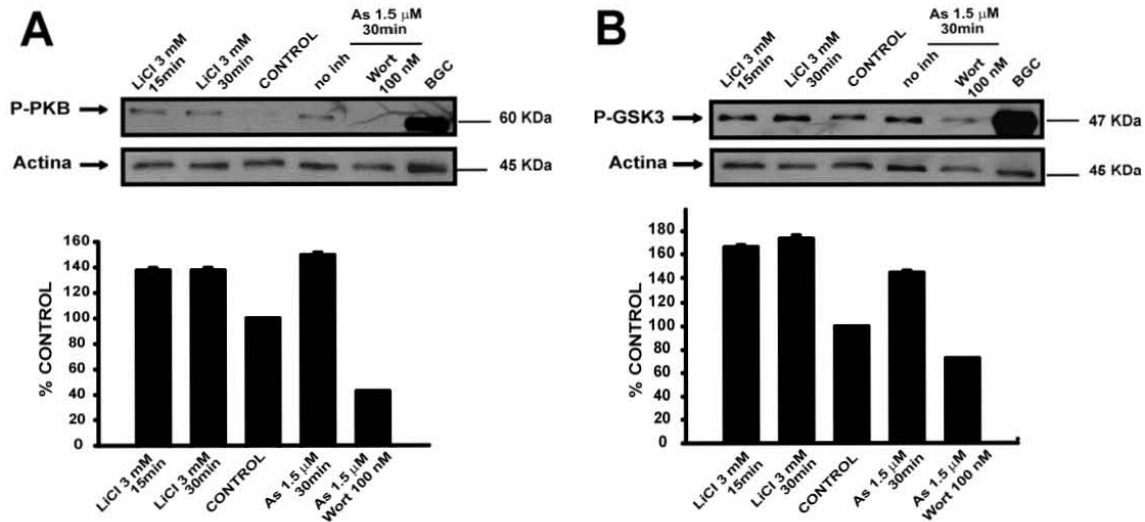 A
LiCl 3 mM
15min
LiCl 3 mM
30min
CONTROL
As 1.5 µM
30min
no inh
Wort
100 nM
BGC
P-PKB
60 KDa
Actina
45 KDa
160
140
120
100
80
60
40
20
0
% CONTROL
LiCl 3 mM
15min
LiCl 3 mM
30min
CONTROL
As 1.5 µM
30min
As 1.5 µM
Wort 100 nM
B
LiCl 3 mM
15min
LiCl 3 mM
30min
CONTROL
As 1.5 µM
30min
no inh
Wort
100 nM
BGC
P-GSK3
47 KDa
Actina
46 KDa
180
160
140
120
100
80
60
40
20
0
% CONTROL
LiCl 3 mM
15min
LiCl 3 mM
30min
CONTROL
As 1.5 µM
30min
As 1.5 µM
Wort 100 nM